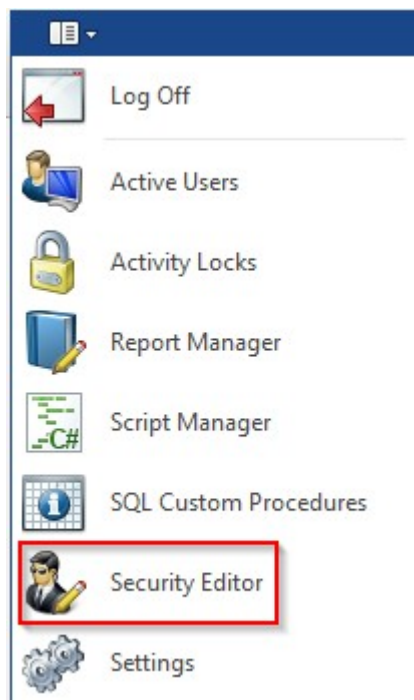 Log Off
Active Users
Activity Locks
Report Manager
C#
Script Manager
SQL Custom Procedures
Security Editor
Settings